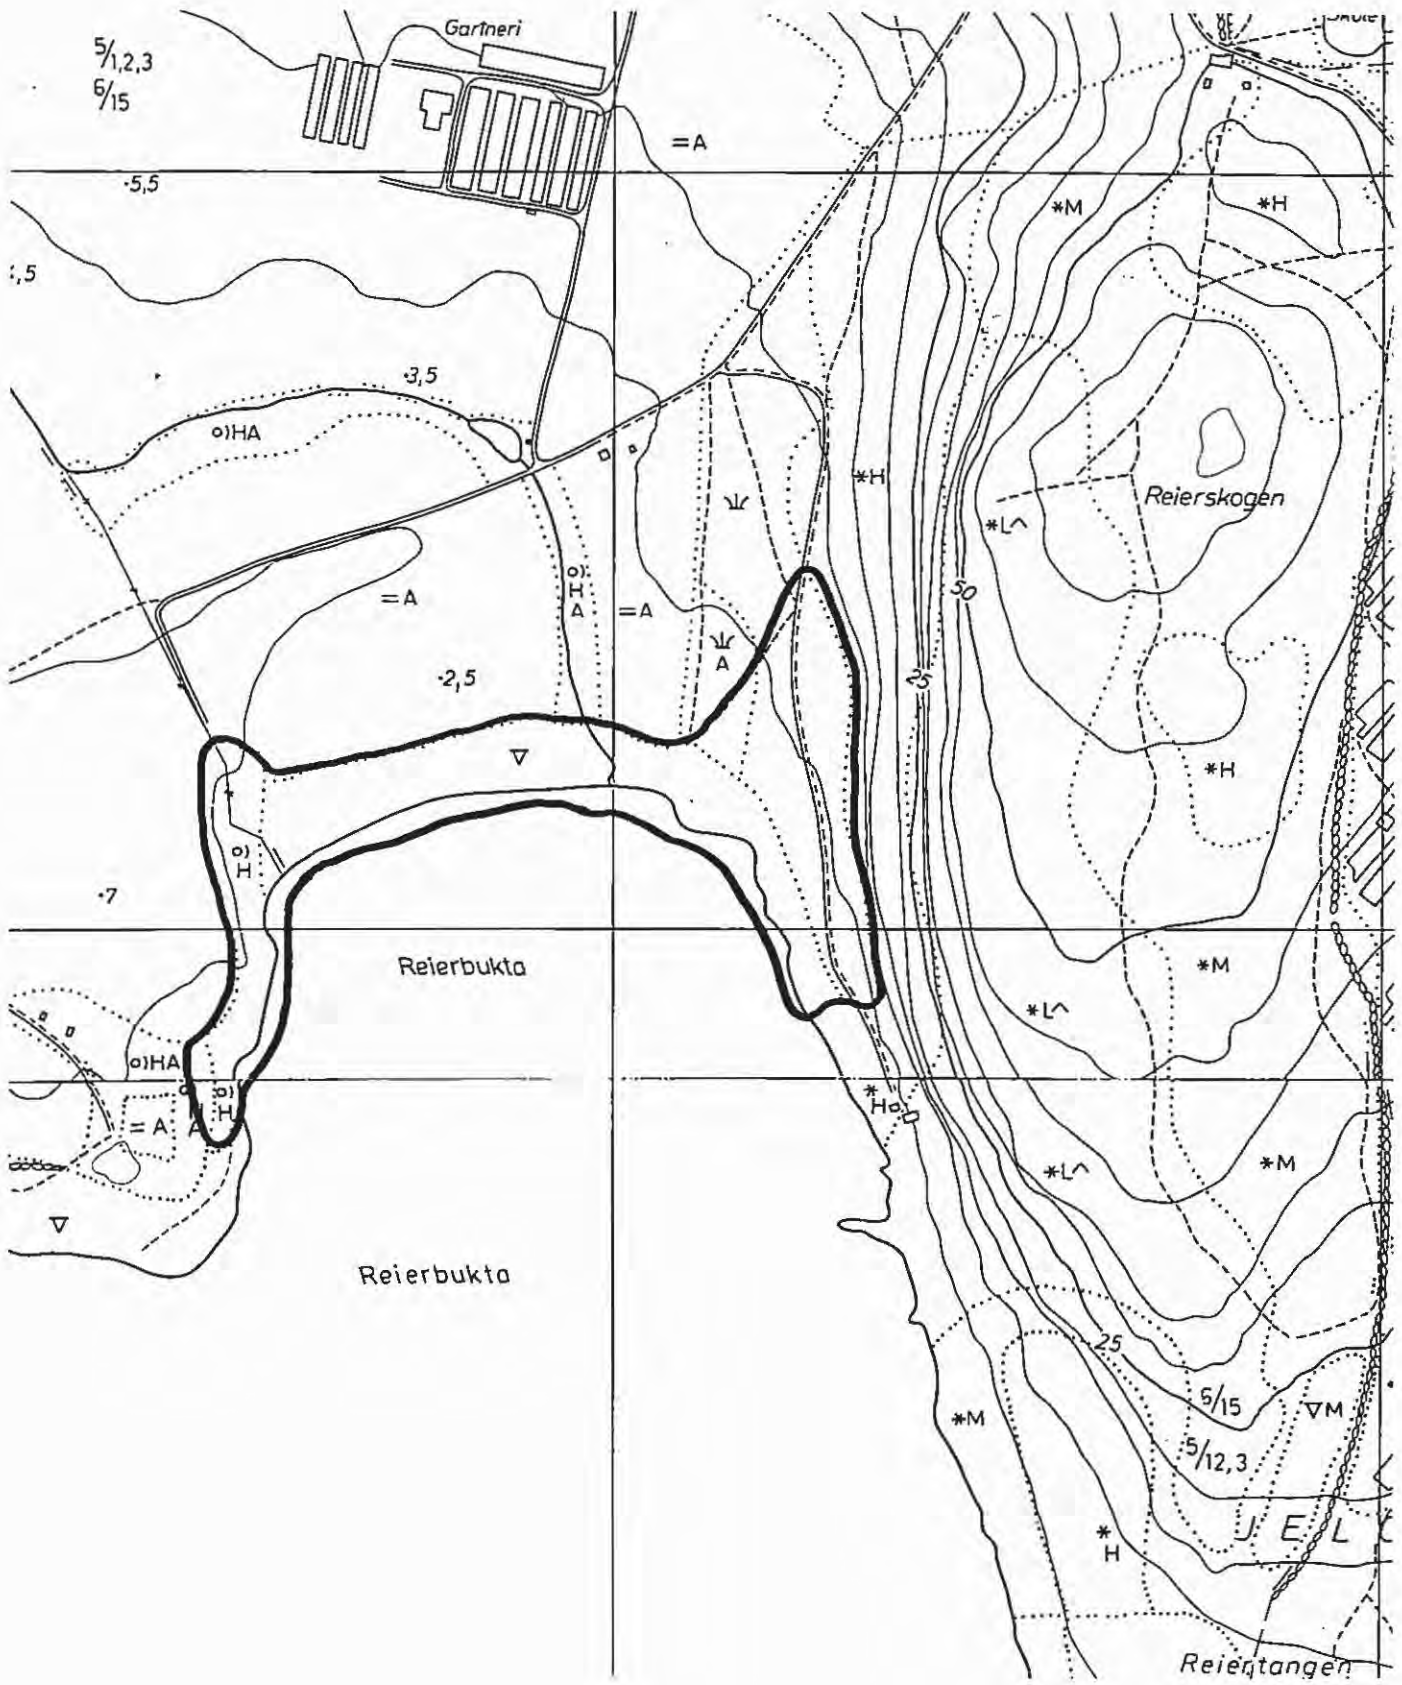 Gartneri
Skole
5/1,2,3
6/15
=A
·5,5
*M
*H
,5
·3,5
o)HA
*H
Reierskogen
*L^
50
=A
o)
H
A
=A
A
25
·2,5
▽
*H
o)
H
·7
Reierbukta
*M
*L^
o)HA
o)
H
*
H
= A
A
*L^
*M
▽
Reierbukta
25
5/15
▽M
*M
5/12,3
J E L
*
H
Reiertangen